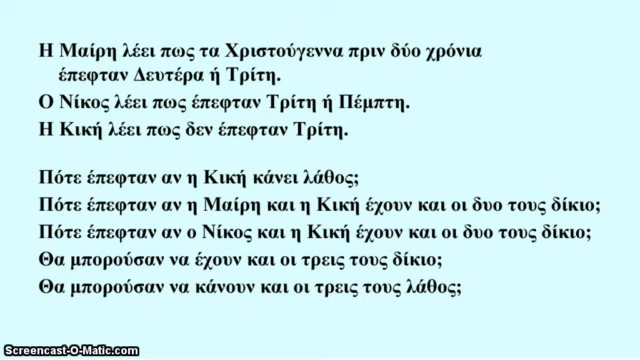 Η Μαίρη λέει πως τα Χριστούγεννα πριν δύο χρόνια
έπεφταν Δευτέρα ή Τρίτη.
Ο Νίκος λέει πως έπεφταν Τρίτη ή Πέμπτη.
Η Κική λέει πως δεν έπεφταν Τρίτη.
Πότε έπεφταν αν η Κική κάνει λάθος;
Πότε έπεφταν αν η Μαίρη και η Κική έχουν και οι δυο τους δίκιο;
Πότε έπεφταν αν ο Νίκος και η Κική έχουν και οι δυο τους δίκιο;
Θα μπορούσαν να έχουν και οι τρεις τους δίκιο;
Θα μπορούσαν να κάνουν και οι τρεις τους λάθος;
Screencast-O-Matic.com